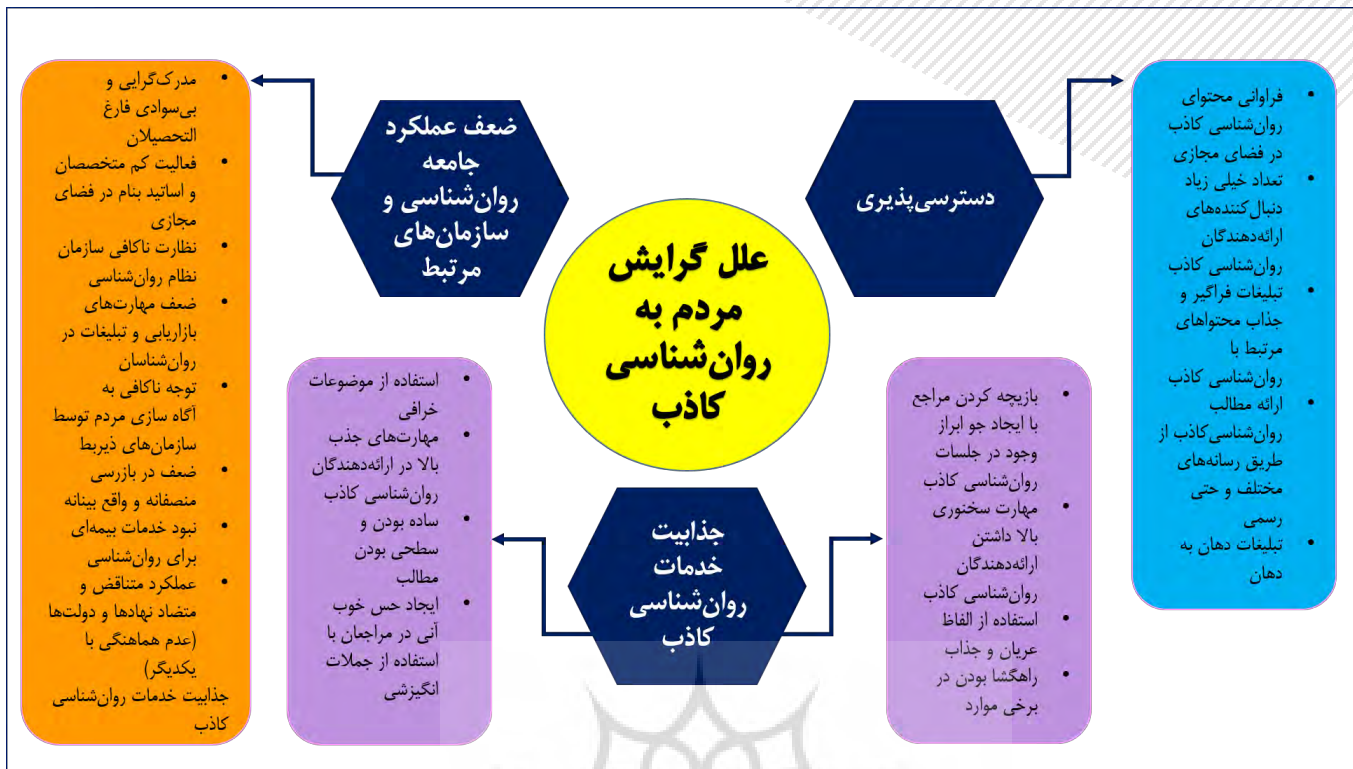 علل گرایش
مردم به
روان‌شناسی
کاذب
دسترسی‌پذیری
• فراوانی محتوای
روان‌شناسی کاذب
در فضای مجازی
• تعداد خیلی زیاد
دنبال‌کننده‌های
ارائه‌دهندگان
روان‌شناسی کاذب
• تبلیغات فراگیر و
جذاب محتواهای
مرتبط با
روان‌شناسی کاذب
• ارائه مطالب
روان‌شناسی‌کاذب از
طریق رسانه‌های
مختلف و حتی
رسمی
• تبلیغات دهان به
دهان
ضعف عملکرد
جامعه
روان‌شناسی و
سازمان‌های
مرتبط
• مدرک‌گرایی و
بی‌سوادی فارغ
التحصیلان
• فعالیت کم متخصصان
و اساتید بنام در فضای
مجازی
• نظارت ناکافی سازمان
نظام روان‌شناسی
• ضعف مهارت‌های
بازاریابی و تبلیغات در
روان‌شناسان
• توجه ناکافی به
آگاه سازی مردم توسط
سازمان‌های ذیربط
• ضعف در بازرسی
منصفانه و واقع بینانه
• نبود خدمات بیمه‌ای
برای روان‌شناسی
• عملکرد متناقض و
متضاد نهادها و دولت‌ها
(عدم هماهنگی با
یکدیگر)
جذابیت خدمات روان‌شناسی
کاذب
جذابیت
خدمات
روان‌شناسی
کاذب
• بازیچه کردن مراجع
با ایجاد جو ابراز
وجود در جلسات
روان‌شناسی کاذب
• مهارت سخنوری
بالا داشتن
ارائه‌دهندگان
روان‌شناسی کاذب
• استفاده از الفاظ
عریان و جذاب
• راهگشا بودن در
برخی موارد
• استفاده از موضوعات
خرافی
• مهارت‌های جذب
بالا در ارائه‌دهندگان
روان‌شناسی کاذب
• ساده بودن و
سطحی بودن
مطالب
• ایجاد حس خوب
آنی در مراجعان با
استفاده از جملات
انگیزشی